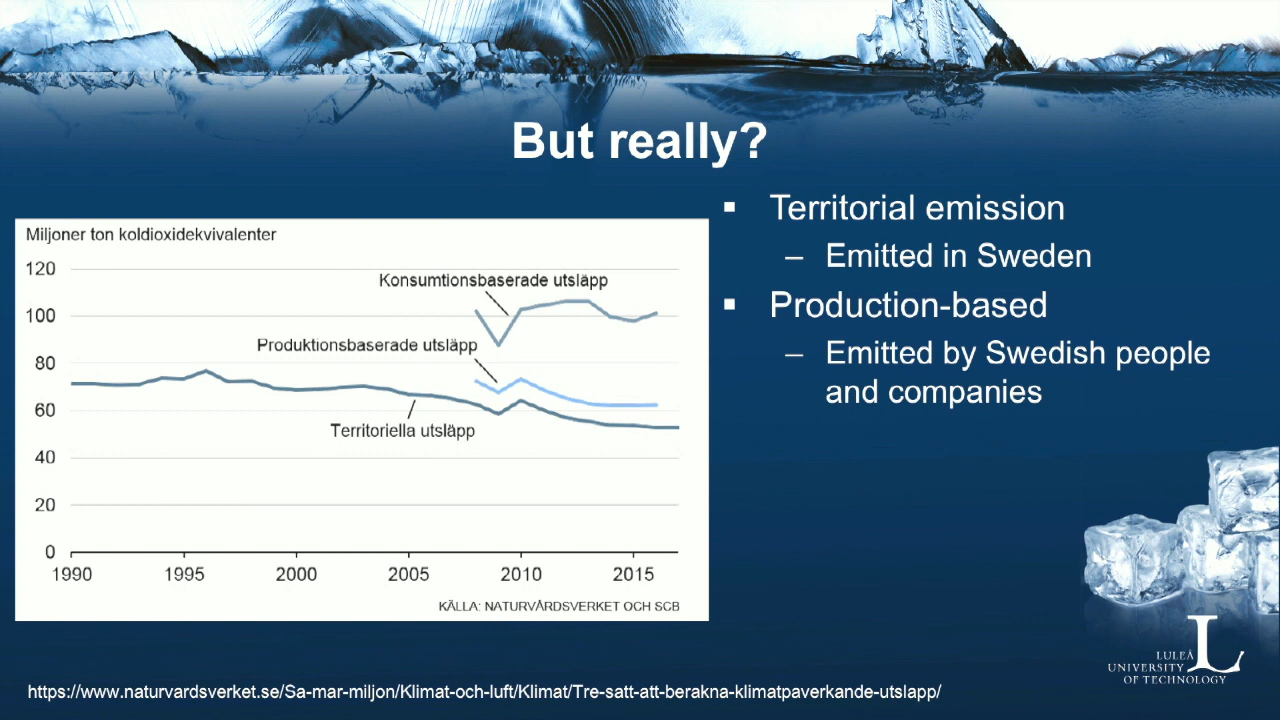 But really?
Miljoner ton koldioxidekvivalenter
120
100
80
60
40
20
0
1990
1995
2000
2005
2010
2015
Konsumtionsbaserade utsläpp
Produktionsbaserade utsläpp
Territoriella utsläpp
KÄLLA: NATURVÅRDSVERKET OCH SCB
▪ Territorial emission
– Emitted in Sweden
▪ Production-based
– Emitted by Swedish people
and companies
https://www.naturvardsverket.se/Sa-mar-miljon/Klimat-och-luft/Klimat/Tre-satt-att-berakna-klimatpaverkande-utslapp/
L
LULEÅ
UNIVERSITY
OF TECHNOLOGY